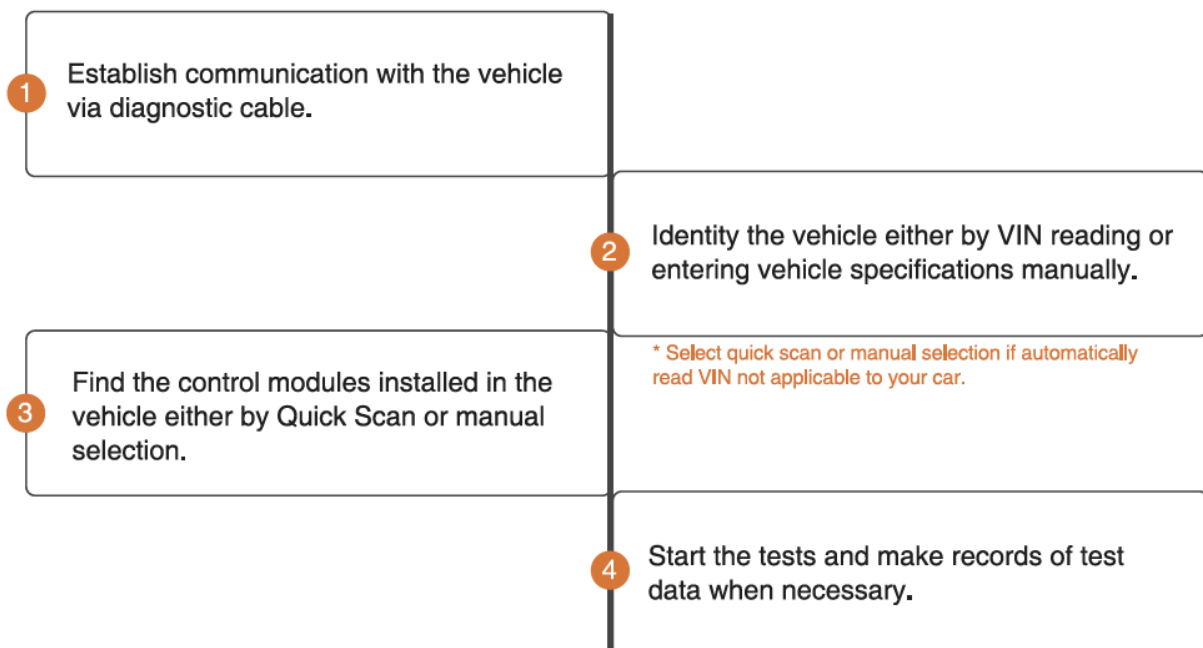 1
Establish communication with the vehicle
via diagnostic cable.
2
Identity the vehicle either by VIN reading or
entering vehicle specifications manually.
* Select quick scan or manual selection if automatically
read VIN not applicable to your car.
3
Find the control modules installed in the
vehicle either by Quick Scan or manual
selection.
4
Start the tests and make records of test
data when necessary.